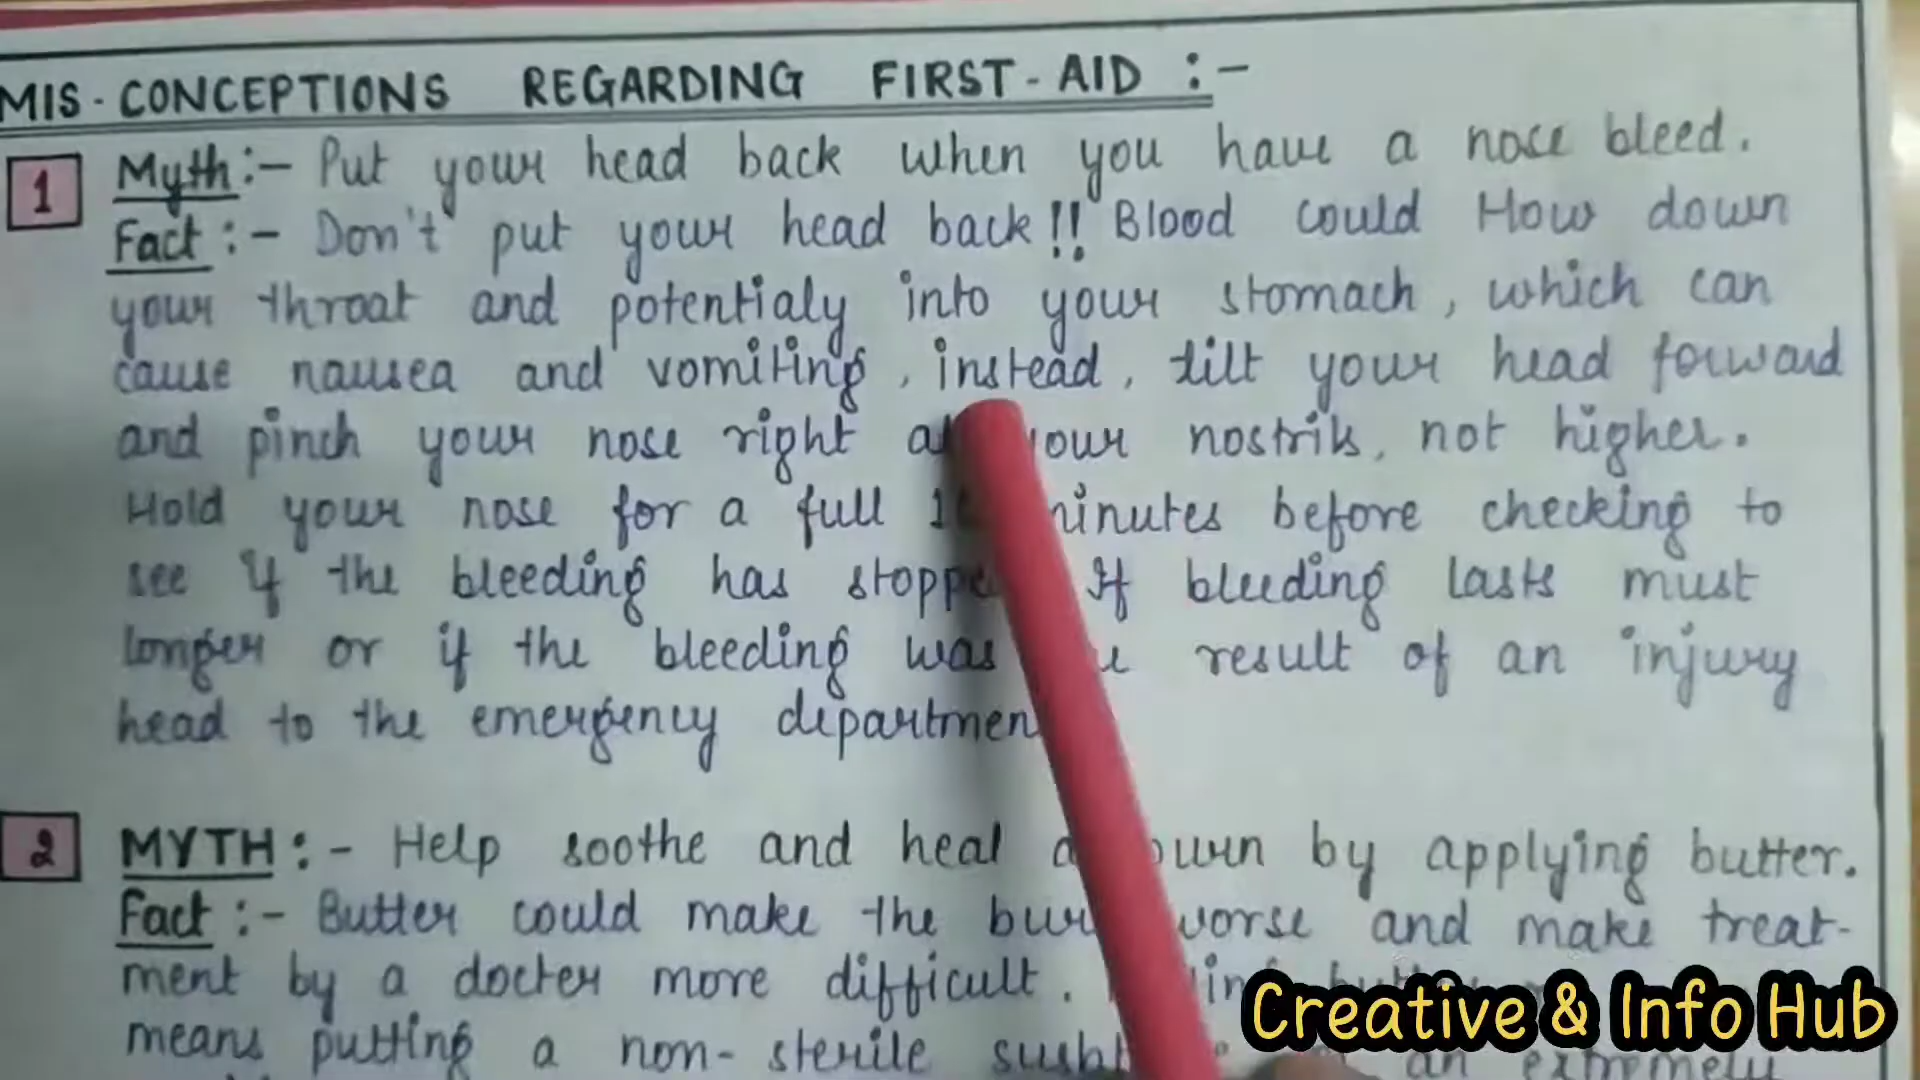 MIS-CONCEPTIONS REGARDING FIRST-AID :-
1 Myth:- Put your head back when you have a nose bleed.
Fact :- Don't put your head back!! Blood could How down
your throat and potentialy into your stomach, which can
cause nausea and vomiting, instead, tilt your head forward
and pinch your nose right your nostrils, not higher.
Hold your nose for a full minutes before checking to
see if the bleeding has If bleeding lasts must
longer or if the bleeding was result of an injury
head to the emergency department
2 MYTH :- Help soothe and heal a burn by applying butter.
Fact :- Butter could make the burn worse and make treat-
ment by a docter more difficult.
means putting a non-sterile an extremely
Creative & Info Hub